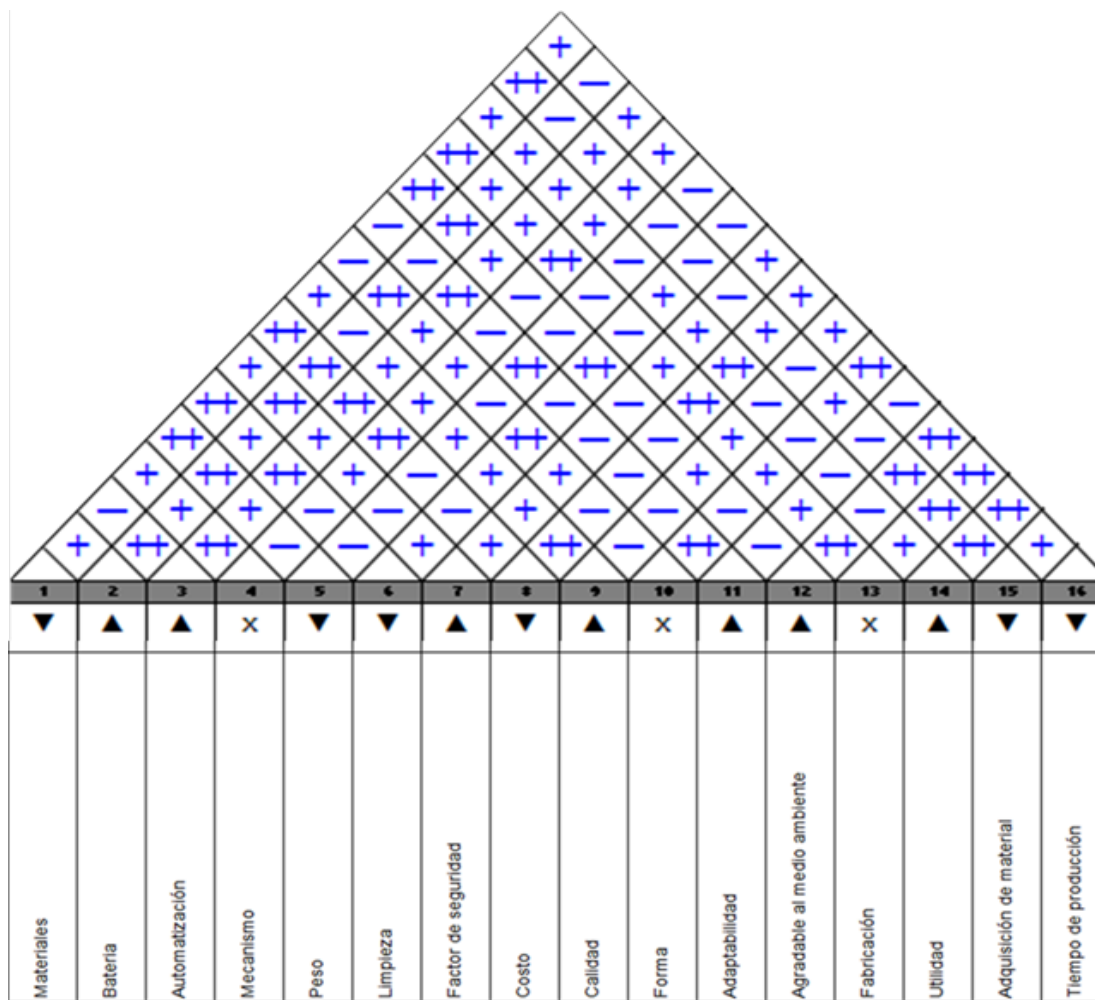 +
++ —
+ — +
++ + + +
++ + + + —
— ++ + + — —
— — + ++ — — +
+ ++ ++ — — + — +
++ — + — — — + + +
+ ++ + + ++ ++ + ++ — ++
++ ++ ++ + — — — ++ — + —
++ + + ++ + ++ — — + — — ++
+ ++ ++ + — + + — + + — ++ ++
— + + — — — + — — — + — ++ ++
+ ++ ++ — — + + ++ — ++ — ++ + ++ +
1 2 3 4 5 6 7 8 9 10 11 12 13 14 15 16
▼ ▲ ▲ x ▼ ▼ ▲ ▼ ▲ x ▲ ▲ x ▲ ▼ ▼
Materiales
Bateria
Automatización
Mecanismo
Peso
Limpieza
Factor de seguridad
Costo
Calidad
Forma
Adaptabilidad
Agradable al medio ambiente
Fabricación
Utilidad
Adquisición de material
Tiempo de producción